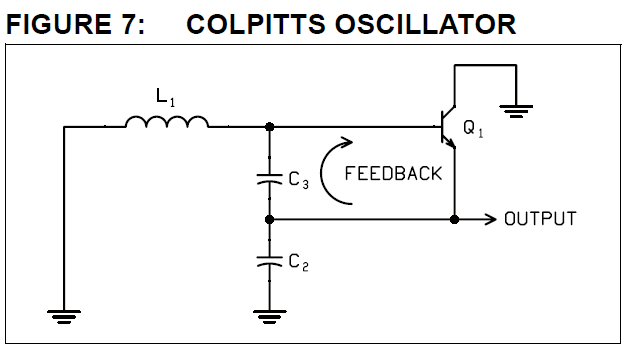 FIGURE 7: COLPITTS OSCILLATOR
L1
Q1
C3
FEEDBACK
OUTPUT
C2